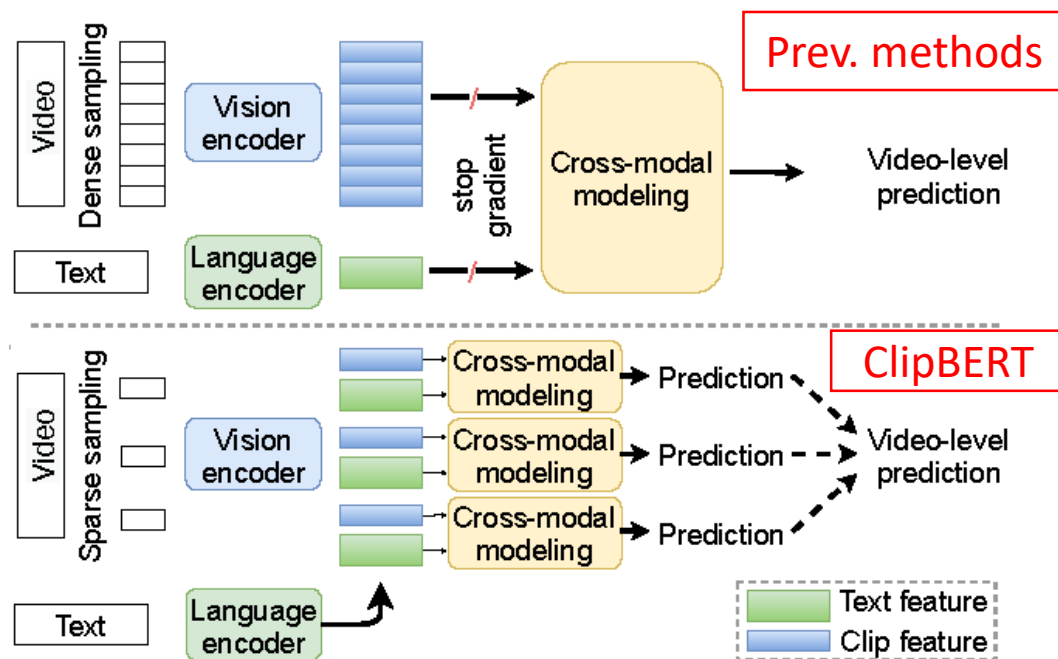 Prev. methods
Video
Dense sampling
Vision
encoder
stop
gradient
Cross-modal
modeling
Video-level
prediction
Text
Language
encoder
ClipBERT
Video
Sparse sampling
Vision
encoder
Cross-modal
modeling
Prediction
Cross-modal
modeling
Prediction
Cross-modal
modeling
Prediction
Video-level
prediction
Text
Language
encoder
Text feature
Clip feature